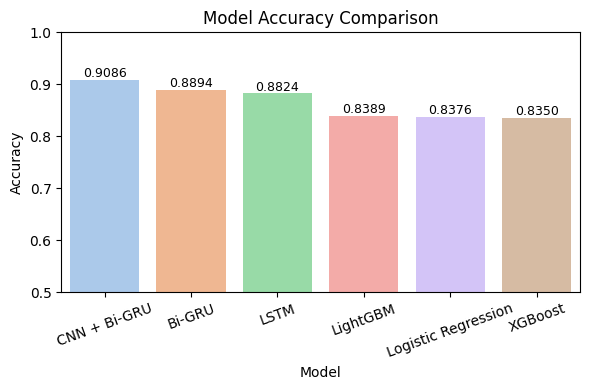 Model Accuracy Comparison
Accuracy
1.0
0.9
0.8
0.7
0.6
0.5
0.9086
0.8894
0.8824
0.8389
0.8376
0.8350
CNN + Bi-GRU
Bi-GRU
LSTM
LightGBM
Logistic Regression
XGBoost
Model